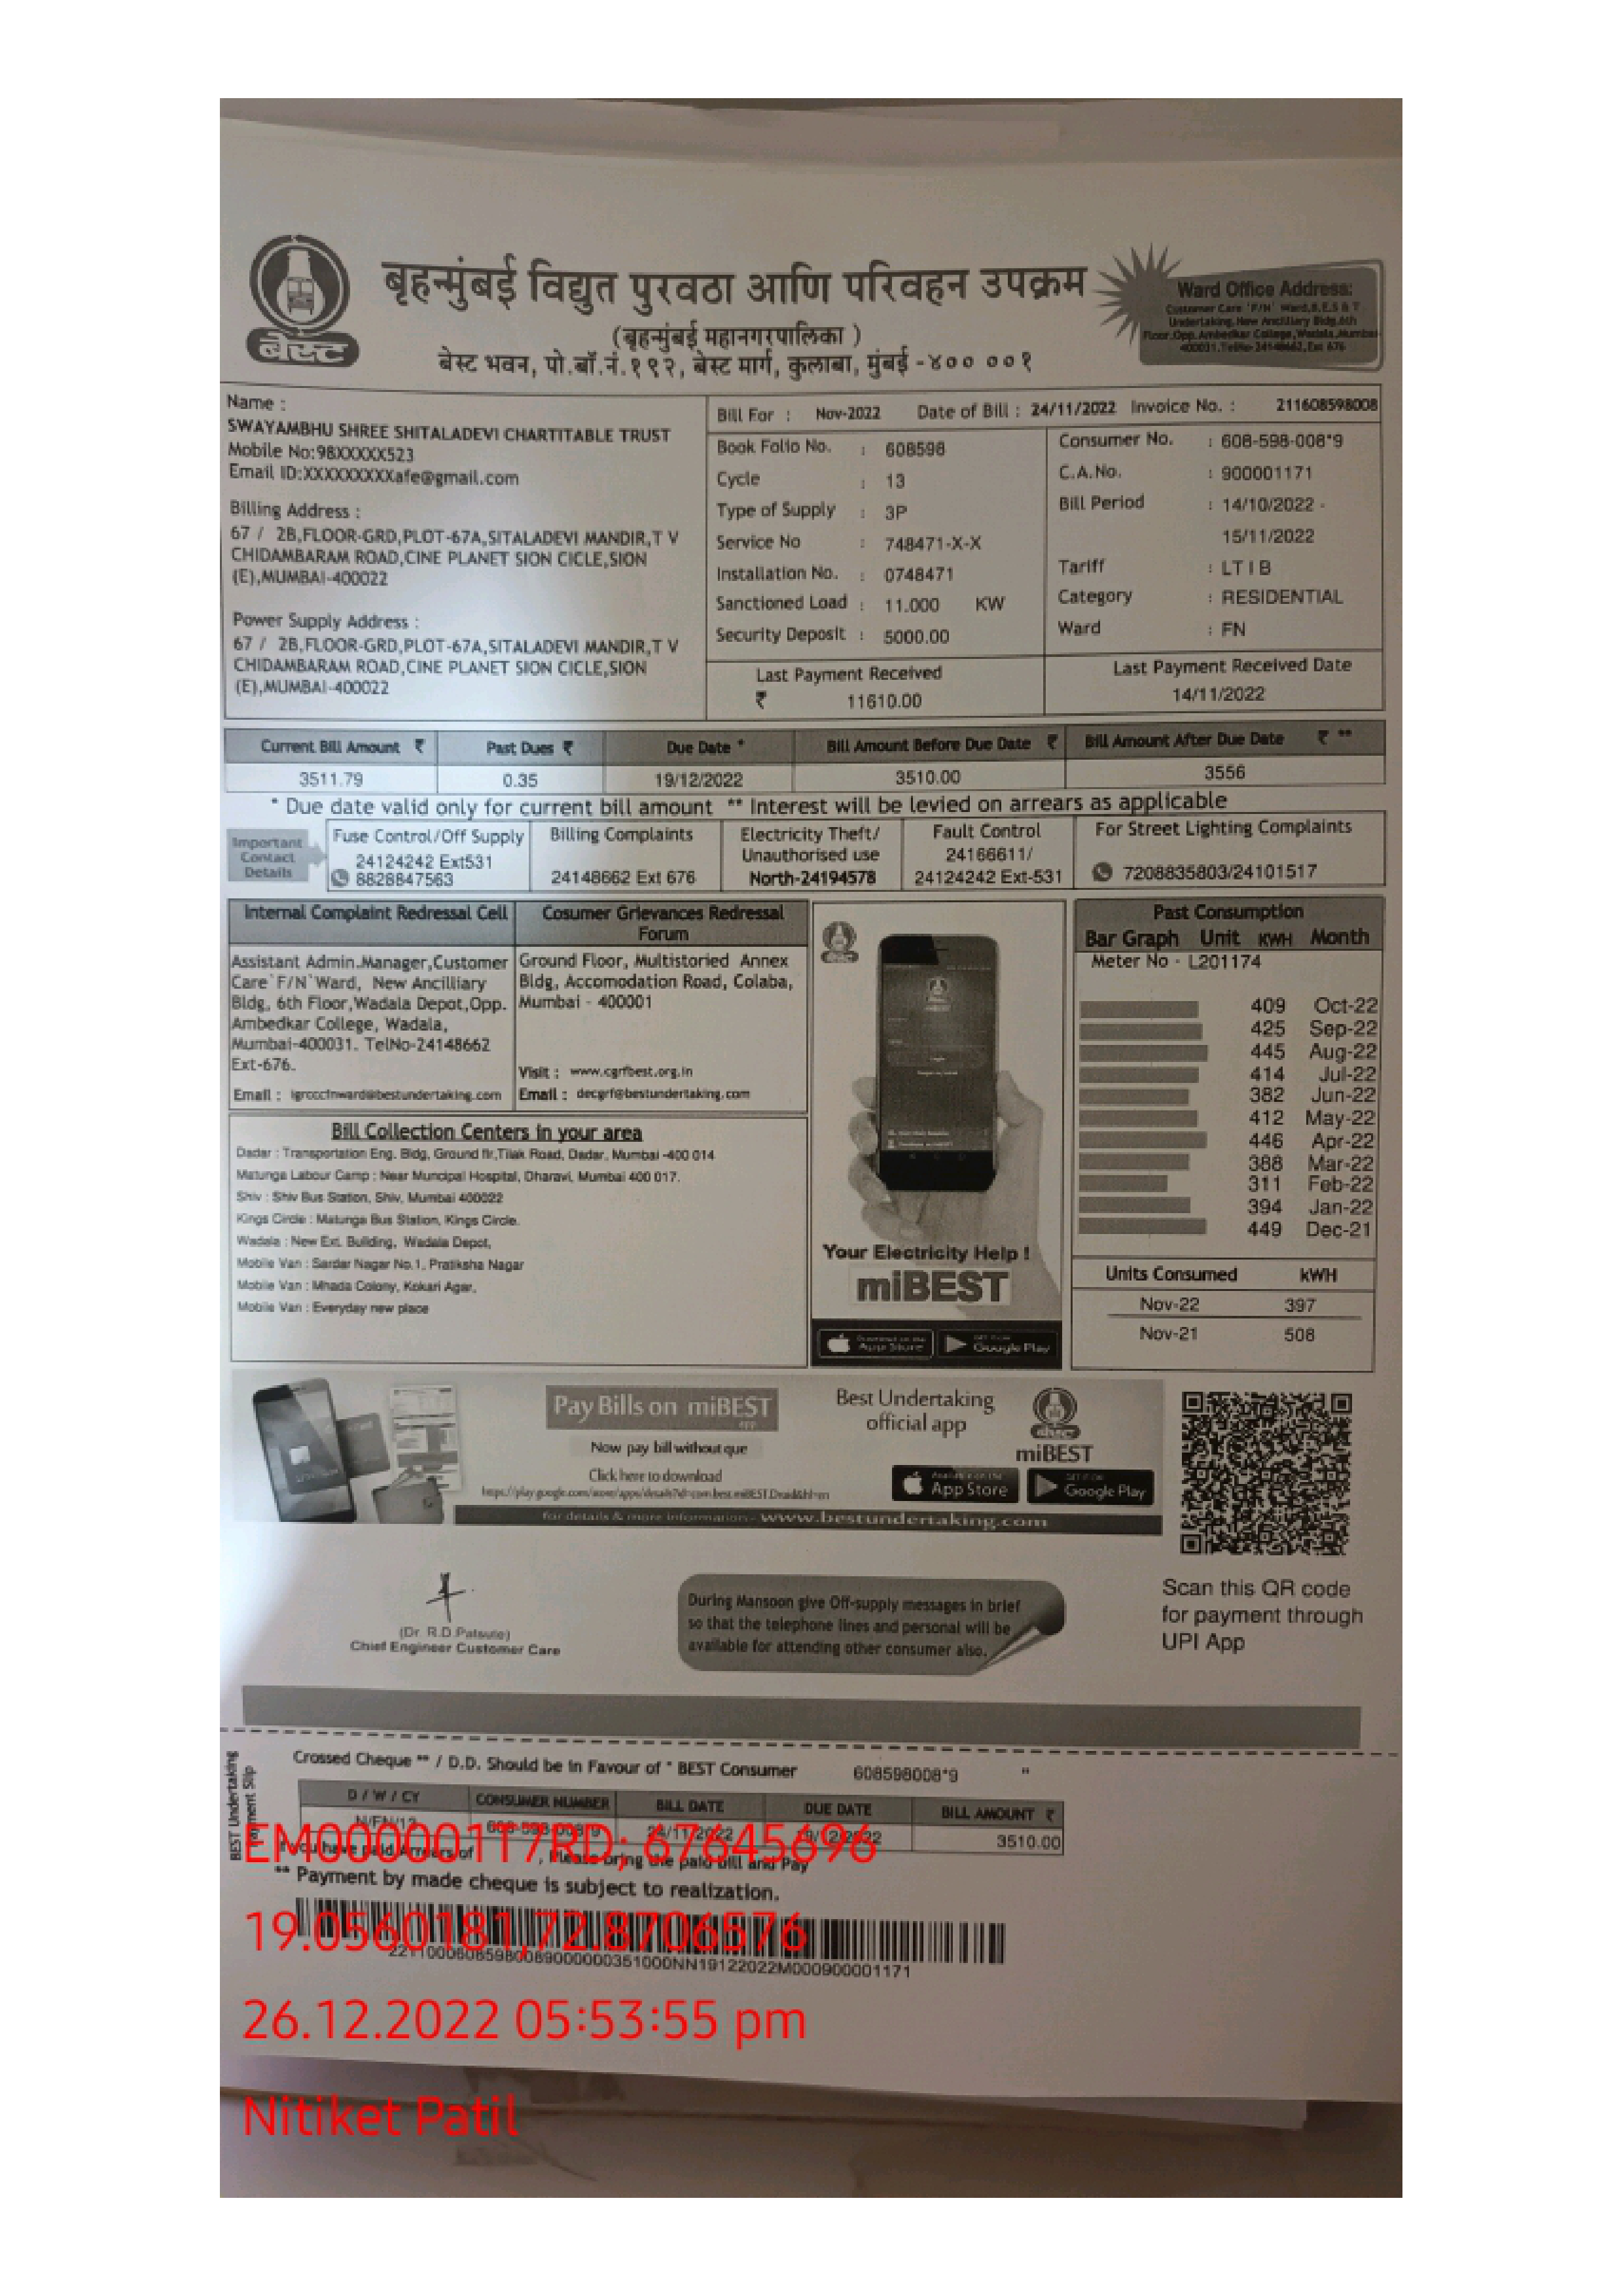 बृहन्मुंबई विद्युत पुरवठा आणि परिवहन उपक्रम
(बृहन्मुंबई महानगरपालिका )
बेस्ट भवन, पो.बॉ.नं.१९२, बेस्ट मार्ग, कुलाबा, मुंबई -४०० ००१
बेस्ट
Ward Office Address:
Customer Care 'F/N' Ward,B.E.S & T
Undertaking,New Ancilliary Bldg,6th
Floor,Opp.Ambedkar College,Wadala,Mumbai-
400031.TelNo-24148662,Ext 676
Name :
SWAYAMBHU SHREE SHITALADEVI CHARTITABLE TRUST
Mobile No:98XXXXX523
Email ID:XXXXXXXXXafe@gmail.com
Billing Address :
67 / 2B,FLOOR-GRD,PLOT-67A,SITALADEVI MANDIR,T V
CHIDAMBARAM ROAD,CINE PLANET SION CICLE,SION
(E),MUMBAI-400022
Power Supply Address :
67 / 2B,FLOOR-GRD,PLOT-67A,SITALADEVI MANDIR,T V
CHIDAMBARAM ROAD,CINE PLANET SION CICLE,SION
(E),MUMBAI-400022
Bill For : Nov-2022 Date of Bill : 24/11/2022 Invoice No. : 211608598008
Book Folio No. : 608598
Cycle : 13
Type of Supply : 3P
Service No : 748471-X-X
Installation No. : 0748471
Sanctioned Load : 11.000 KW
Security Deposit : 5000.00
Consumer No. : 608-598-008*9
C.A.No. : 900001171
Bill Period : 14/10/2022 -
15/11/2022
Tariff : LT I B
Category : RESIDENTIAL
Ward : FN
Last Payment Received
₹ 11610.00
Last Payment Received Date
14/11/2022
Current Bill Amount ₹ Past Dues ₹ Due Date * Bill Amount Before Due Date ₹ Bill Amount After Due Date ₹ **
3511.79 0.35 19/12/2022 3510.00 3556
* Due date valid only for current bill amount ** Interest will be levied on arrears as applicable
Important
Contact
Details
Fuse Control/Off Supply
24124242 Ext531
8828847563
Billing Complaints
24148662 Ext 676
Electricity Theft/
Unauthorised use
North-24194578
Fault Control
24166611/
24124242 Ext-531
For Street Lighting Complaints
7208835803/24101517
Internal Complaint Redressal Cell
Assistant Admin.Manager,Customer
Care`F/N`Ward, New Ancilliary
Bldg, 6th Floor,Wadala Depot,Opp.
Ambedkar College, Wadala,
Mumbai-400031. TelNo-24148662
Ext-676.
Email : igrcccfnward@bestundertaking.com
Cosumer Grievances Redressal
Forum
Ground Floor, Multistoried Annex
Bldg, Accomodation Road, Colaba,
Mumbai - 400001
Visit : www.cgrfbest.org.in
Email : decgrf@bestundertaking.com
Bill Collection Centers in your area
Dadar : Transportation Eng. Bldg, Ground flr,Tilak Road, Dadar, Mumbai -400 014
Matunga Labour Camp : Near Muncipal Hospital, Dharavi, Mumbai 400 017.
Shiv : Shiv Bus Station, Shiv, Mumbai 400022
Kings Circle : Matunga Bus Station, Kings Circle.
Wadala : New Ext. Building, Wadala Depot,
Mobile Van : Sardar Nagar No.1, Pratiksha Nagar
Mobile Van : Mhada Colony, Kokari Agar,
Mobile Van : Everyday new place
Your Electricity Help !
miBEST
Download on the
App Store
GET IT ON
Google Play
Past Consumption
Bar Graph Unit KWH Month
Meter No - L201174
409 Oct-22
425 Sep-22
445 Aug-22
414 Jul-22
382 Jun-22
412 May-22
446 Apr-22
388 Mar-22
311 Feb-22
394 Jan-22
449 Dec-21
Units Consumed kWH
Nov-22 397
Nov-21 508
Pay Bills on miBEST
app
Now pay bill without que
Click here to download
https://play.google.com/store/apps/details?id=com.best.miBEST.Droid&hl=en
Best Undertaking
official app
miBEST
Available on the
App Store
GET IT ON
Google Play
for details & more information - www.bestundertaking.com
(Dr. R.D.Patsute)
Chief Engineer Customer Care
During Mansoon give Off-supply messages in brief
so that the telephone lines and personal will be
available for attending other consumer also.
Scan this QR code
for payment through
UPI App
BEST Undertaking
Payment Slip
Crossed Cheque ** / D.D. Should be in Favour of " BEST Consumer 608598008*9 "
D / W / CY CONSUMER NUMBER BILL DATE DUE DATE BILL AMOUNT ₹
N/FN/13 608-598-008*9 24/11/2022 19/12/2022 3510.00
If you have paid Arrears of , Please bring the paid bill and Pay
** Payment by made cheque is subject to realization.
EM00000117RD; 67645696
19.0560181,72.8706576
26.12.2022 05:53:55 pm
Nitiket Patil